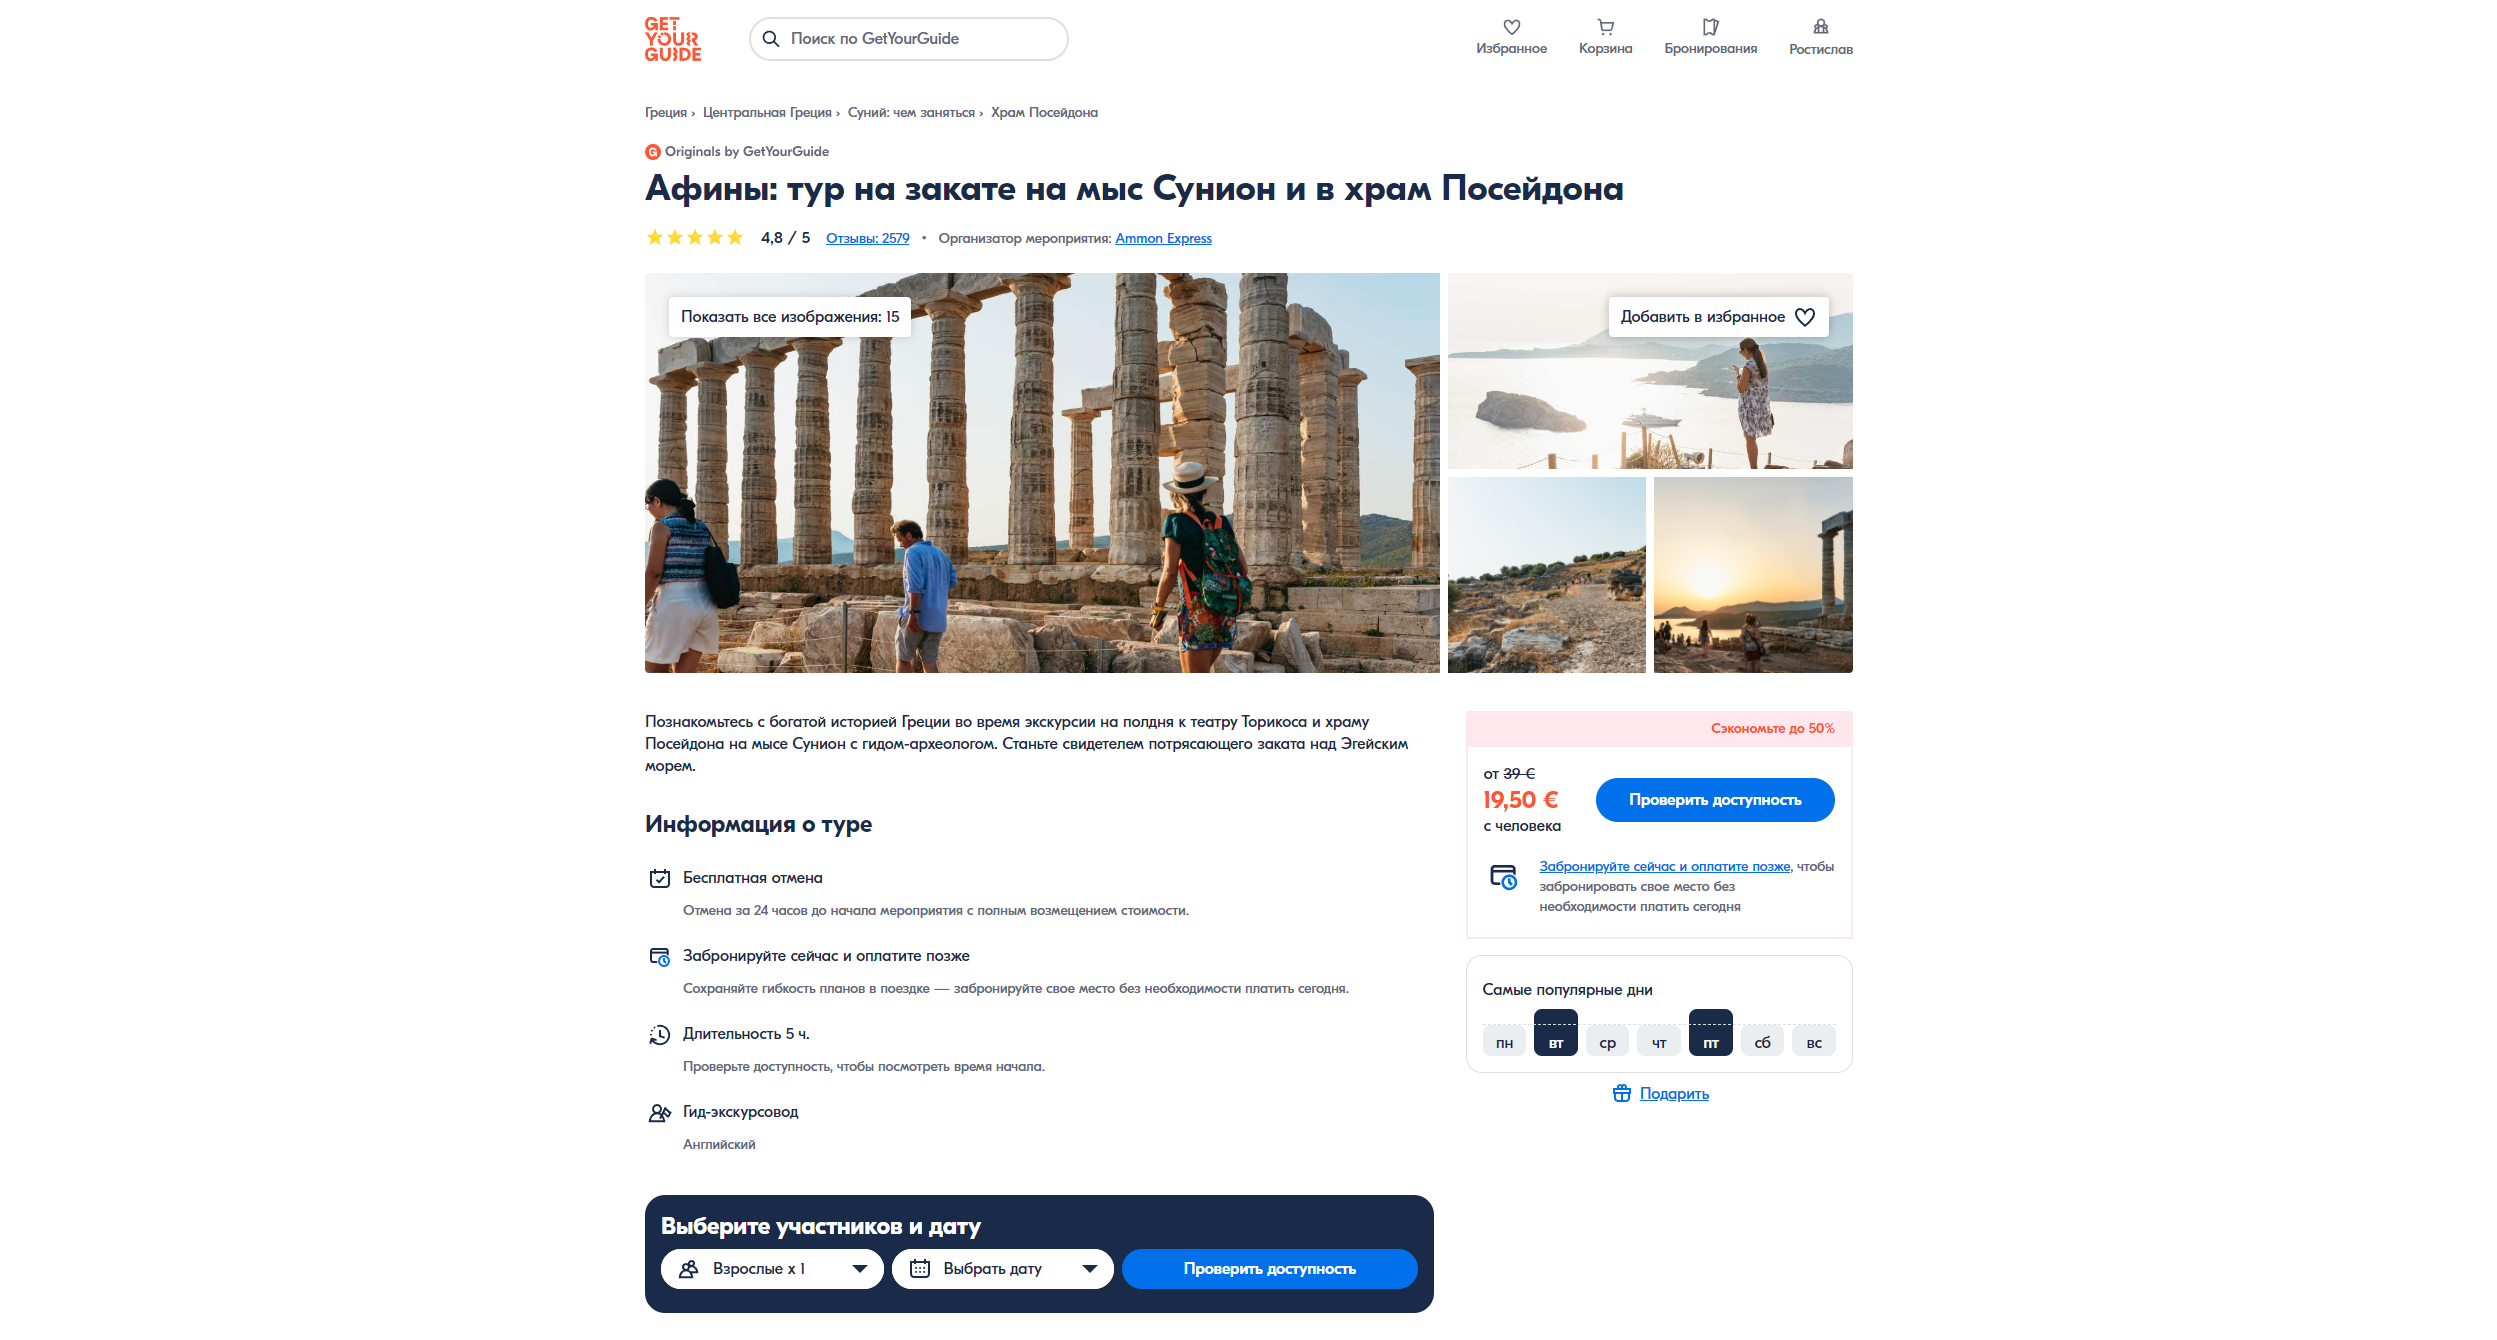 GET
YOUR
GUIDE
Поиск по GetYourGuide
Избранное
Корзина
Бронирования
Ростислав
Греция › Центральная Греция › Суний: чем заняться › Храм Посейдона
G Originals by GetYourGuide
Афины: тур на закате на мыс Сунион и в храм Посейдона
4,8 / 5 Отзывы: 2579 • Организатор мероприятия: Ammon Express
Показать все изображения: 15
Добавить в избранное
Познакомьтесь с богатой историей Греции во время экскурсии на полдня к театру Торикоса и храму
Посейдона на мысе Сунион с гидом-археологом. Станьте свидетелем потрясающего заката над Эгейским
морем.
Информация о туре
Бесплатная отмена
Отмена за 24 часов до начала мероприятия с полным возмещением стоимости.
Забронируйте сейчас и оплатите позже
Сохраняйте гибкость планов в поездке — забронируйте свое место без необходимости платить сегодня.
Длительность 5 ч.
Проверьте доступность, чтобы посмотреть время начала.
Гид-экскурсовод
Английский
Выберите участников и дату
Взрослые x 1
Выбрать дату
Проверить доступность
Сэкономьте до 50%
от 39 €
19,50 €
с человека
Проверить доступность
Забронируйте сейчас и оплатите позже, чтобы
забронировать свое место без
необходимости платить сегодня
Самые популярные дни
пн вт ср чт пт сб вс
Подарить